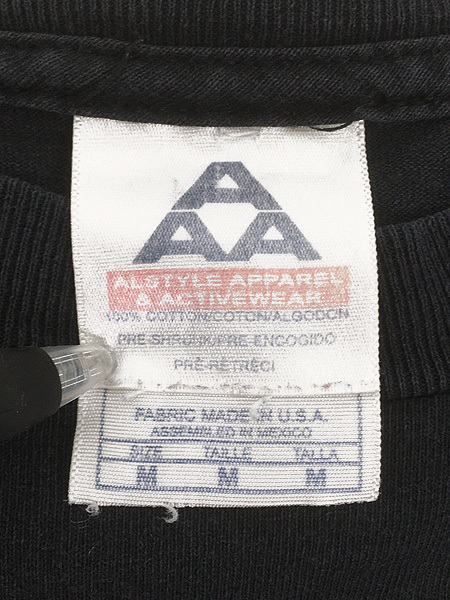 A
AA
ALSTYLE APPAREL
& ACTIVEWEAR
100% COTTON/COTON/ALGODON
PRE-SHRUNK/PRE-ENCOGIDO
PRÉ-RÉTRÉCI
FABRIC MADE IN U.S.A.
ASSEMBLED IN MEXICO
SIZE TAILLE TALLA
M M M